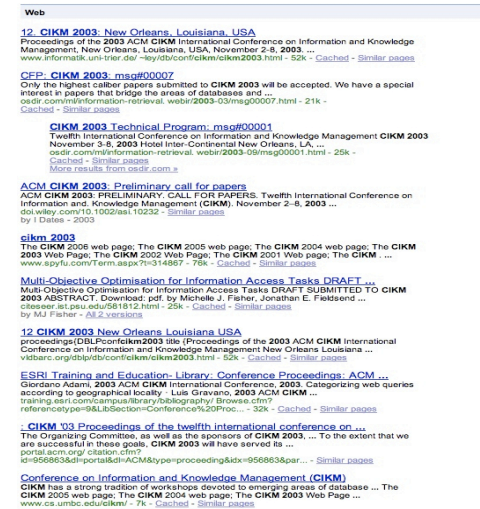 Web
12. CIKM 2003: New Orleans, Louisiana, USA
Proceedings of the 2003 ACM CIKM International Conference on Information and Knowledge
Management, New Orleans, Louisiana, USA, November 2-8, 2003. ...
www.informatik.uni-trier.de/ ~ley/db/conf/cikm/cikm2003.html - 52k - Cached - Similar pages
CFP: CIKM 2003: msg#00007
Only the highest caliber papers submitted to CIKM 2003 will be accepted. We have a special
interest in papers that bridge the areas of databases and ...
osdir.com/ml/information-retrieval. webir/2003-03/msg00007.html - 21k -
Cached - Similar pages
CIKM 2003 Technical Program: msg#00001
Twelfth International Conference on Information and Knowledge Management CIKM 2003
November 3-8, 2003 Hotel Inter-Continental New Orleans, LA, ...
osdir.com/ml/information-retrieval. webir/2003-09/msg00001.html - 25k -
Cached - Similar pages
More results from osdir.com »
ACM CIKM 2003: Preliminary call for papers
ACM CIKM 2003: PRELIMINARY. CALL FOR PAPERS. Twelfth International Conference on
Information and. Knowledge Management (CIKM). November 2–8, 2003 ...
doi.wiley.com/10.1002/asi.10232 - Similar pages
by I Dates - 2003
cikm 2003
The CIKM 2006 web page; The CIKM 2005 web page; The CIKM 2004 web page; The CIKM
2003 Web Page; The CIKM 2002 Web Page; The CIKM 2001 Web Page; The CIKM . ...
www.spyfu.com/Term.aspx?t=314867 - 76k - Cached - Similar pages
Multi-Objective Optimisation for Information Access Tasks DRAFT ...
Multi-Objective Optimisation for Information Access Tasks DRAFT SUBMITTED TO CIKM
2003 ABSTRACT. Download: pdf. by Michelle J. Fisher, Jonathan E. Fieldsend ...
citeseer.ist.psu.edu/581812.html - 25k - Cached - Similar pages
by MJ Fisher - All 2 versions
12 CIKM 2003 New Orleans Louisiana USA
proceedings{DBLPconfcikm2003 title {Proceedings of the 2003 ACM CIKM International
Conference on Information and Knowledge Management New Orleans Louisiana ...
vldbarc.org/dblp/db/conf/cikm/cikm2003.html - 52k - Cached - Similar pages
ESRI Training and Education- Library: Conference Proceedings: ACM ...
Giordano Adami, 2003 ACM CIKM International Conference, 2003. Categorizing web queries
according to geographical locality · Luis Gravano, 2003 ACM CIKM ...
training.esri.com/campus/library/bibliography/ Browse.cfm?
referencetype=9&LibSection=Conference%20Proc... - 32k - Cached - Similar pages
: CIKM '03 Proceedings of the twelfth international conference on ...
The Organizing Committee, as well as the sponsors of CIKM 2003, ... To the extent that we
are successful in these goals, CIKM 2003 will have served its ...
portal.acm.org/ citation.cfm?
id=956863&dl=portal&dl=ACM&type=proceeding&idx=956863&par... - Similar pages
Conference on Information and Knowledge Management (CIKM)
CIKM has a strong tradition of workshops devoted to emerging areas of database ... The
CIKM 2005 web page; The CIKM 2004 web page; The CIKM 2003 Web Page ...
www.cs.umbc.edu/cikm/ - 7k - Cached - Similar pages